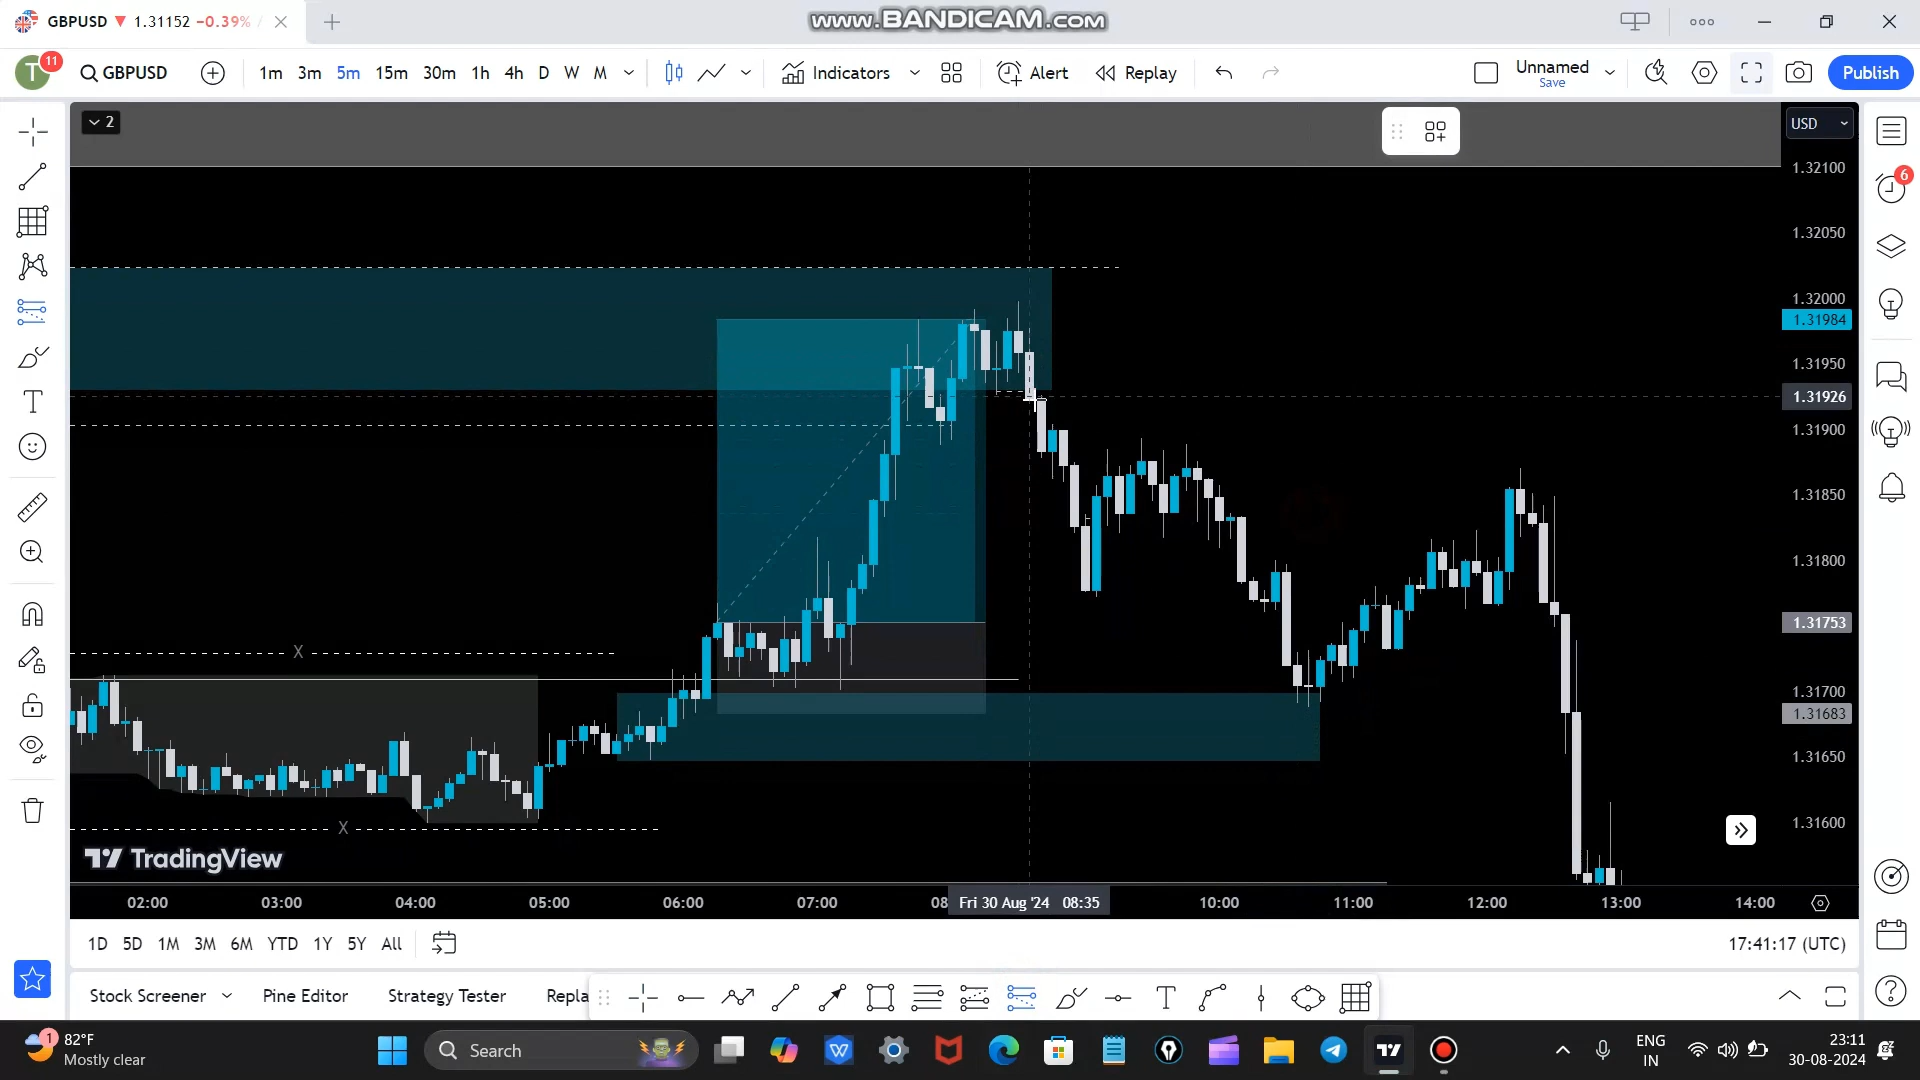 GBPUSD ▼ 1.31152 −0.39% /
www.BANDICAM.com
T 11 GBPUSD 1m 3m 5m 15m 30m 1h 4h D W M Indicators Alert Replay Unnamed Save Publish
2
USD
1.32100
1.32050
1.32000
1.31984
1.31950
1.31926
1.31900
1.31850
1.31800
1.31753
1.31700
1.31683
1.31650
1.31600
6
X
X
TradingView
02:00 03:00 04:00 05:00 06:00 07:00 08 Fri 30 Aug '24 08:35 10:00 11:00 12:00 13:00 14:00
1D 5D 1M 3M 6M YTD 1Y 5Y All 17:41:17 (UTC)
Stock Screener Pine Editor Strategy Tester Repla
1 82°F
Mostly clear
Search
ENG
IN
23:11
30-08-2024